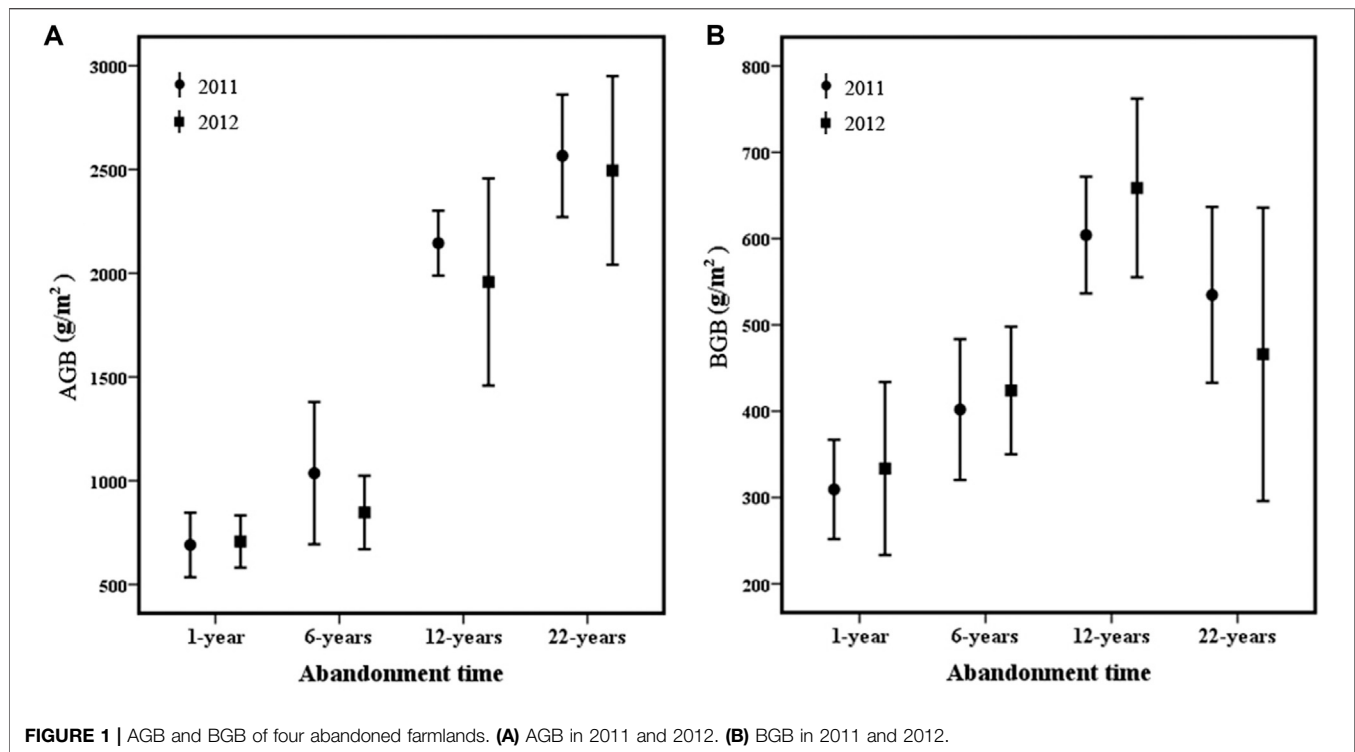 A
3000
2500
2000
1500
1000
500
AGB (g/m²)
2011
2012
1-year 6-years 12-years 22-years
Abandonment time
B
800
700
600
500
400
300
200
BGB (g/m²)
2011
2012
1-year 6-years 12-years 22-years
Abandonment time
FIGURE 1 | AGB and BGB of four abandoned farmlands. (A) AGB in 2011 and 2012. (B) BGB in 2011 and 2012.